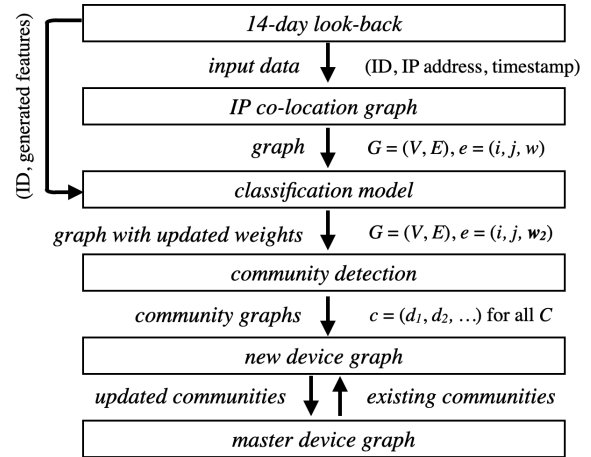 14-day look-back
input data (ID, IP address, timestamp)
IP co-location graph
graph G = (V, E), e = (i, j, w)
(ID, generated features)
classification model
graph with updated weights G = (V, E), e = (i, j, w₂)
community detection
community graphs c = (d₁, d₂, …) for all C
new device graph
updated communities existing communities
master device graph